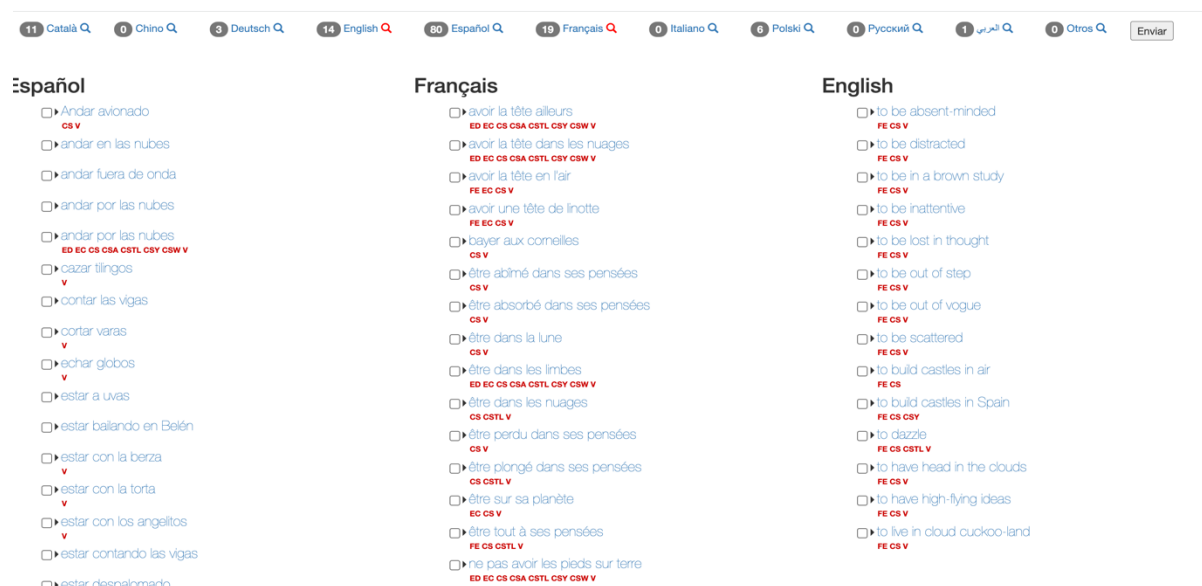 11 Català
0 Chino
3 Deutsch
14 English
80 Español
19 Français
0 Italiano
6 Polski
0 Русский
1 العربي
0 Otros
Enviar
Español
Andar avionado
CS V
andar en las nubes
andar fuera de onda
andar por las nubes
andar por las nubes
ED EC CS CSA CSTL CSY CSW V
cazar tilingos
V
contar las vigas
cortar varas
V
echar globos
V
estar a uvas
estar bailando en Belén
estar con la berza
V
estar con la torta
V
estar con los angelitos
V
estar contando las vigas
estar despalomado
Français
avoir la tête ailleurs
ED EC CS CSA CSTL CSY CSW V
avoir la tête dans les nuages
ED EC CS CSA CSTL CSY CSW V
avoir la tête en l'air
FE EC CS V
avoir une tête de linotte
FE EC CS V
bayer aux corneilles
CS V
être abîmé dans ses pensées
CS V
être absorbé dans ses pensées
CS V
être dans la lune
CS V
être dans les limbes
ED EC CS CSA CSTL CSY CSW V
être dans les nuages
CS CSTL V
être perdu dans ses pensées
CS V
être plongé dans ses pensées
CS CSTL V
être sur sa planète
EC CS V
être tout à ses pensées
FE CS CSTL V
ne pas avoir les pieds sur terre
ED EC CS CSA CSTL CSY CSW V
English
to be absent-minded
FE CS V
to be distracted
FE CS V
to be in a brown study
FE CS V
to be inattentive
FE CS V
to be lost in thought
FE CS V
to be out of step
FE CS V
to be out of vogue
FE CS V
to be scattered
FE CS V
to build castles in air
FE CS
to build castles in Spain
FE CS CSY
to dazzle
FE CS CSTL V
to have head in the clouds
FE CS V
to have high-flying ideas
FE CS V
to live in cloud cuckoo-land
FE CS V